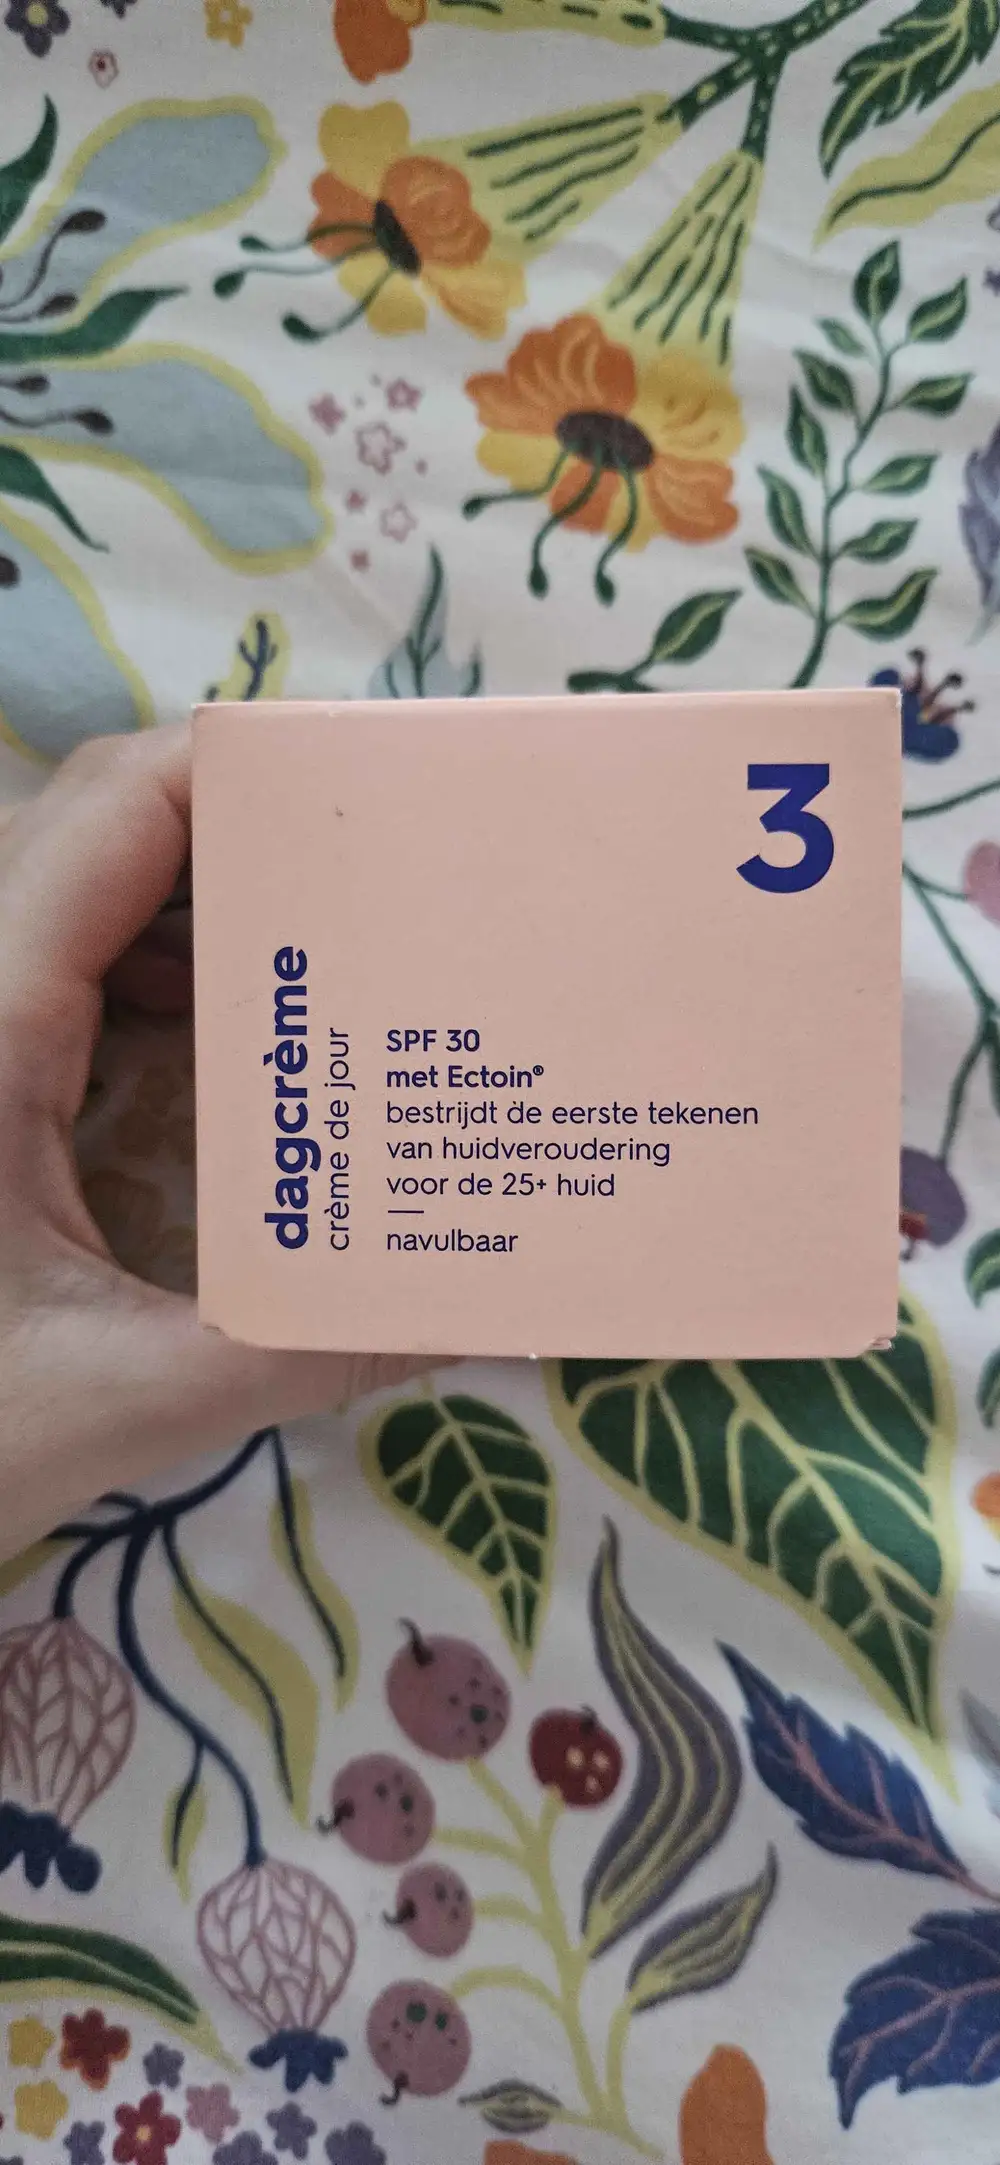 3
dagcrème
crème de jour
SPF 30
met Ectoin®
bestrijdt de eerste tekenen
van huidveroudering
voor de 25+ huid
navulbaar